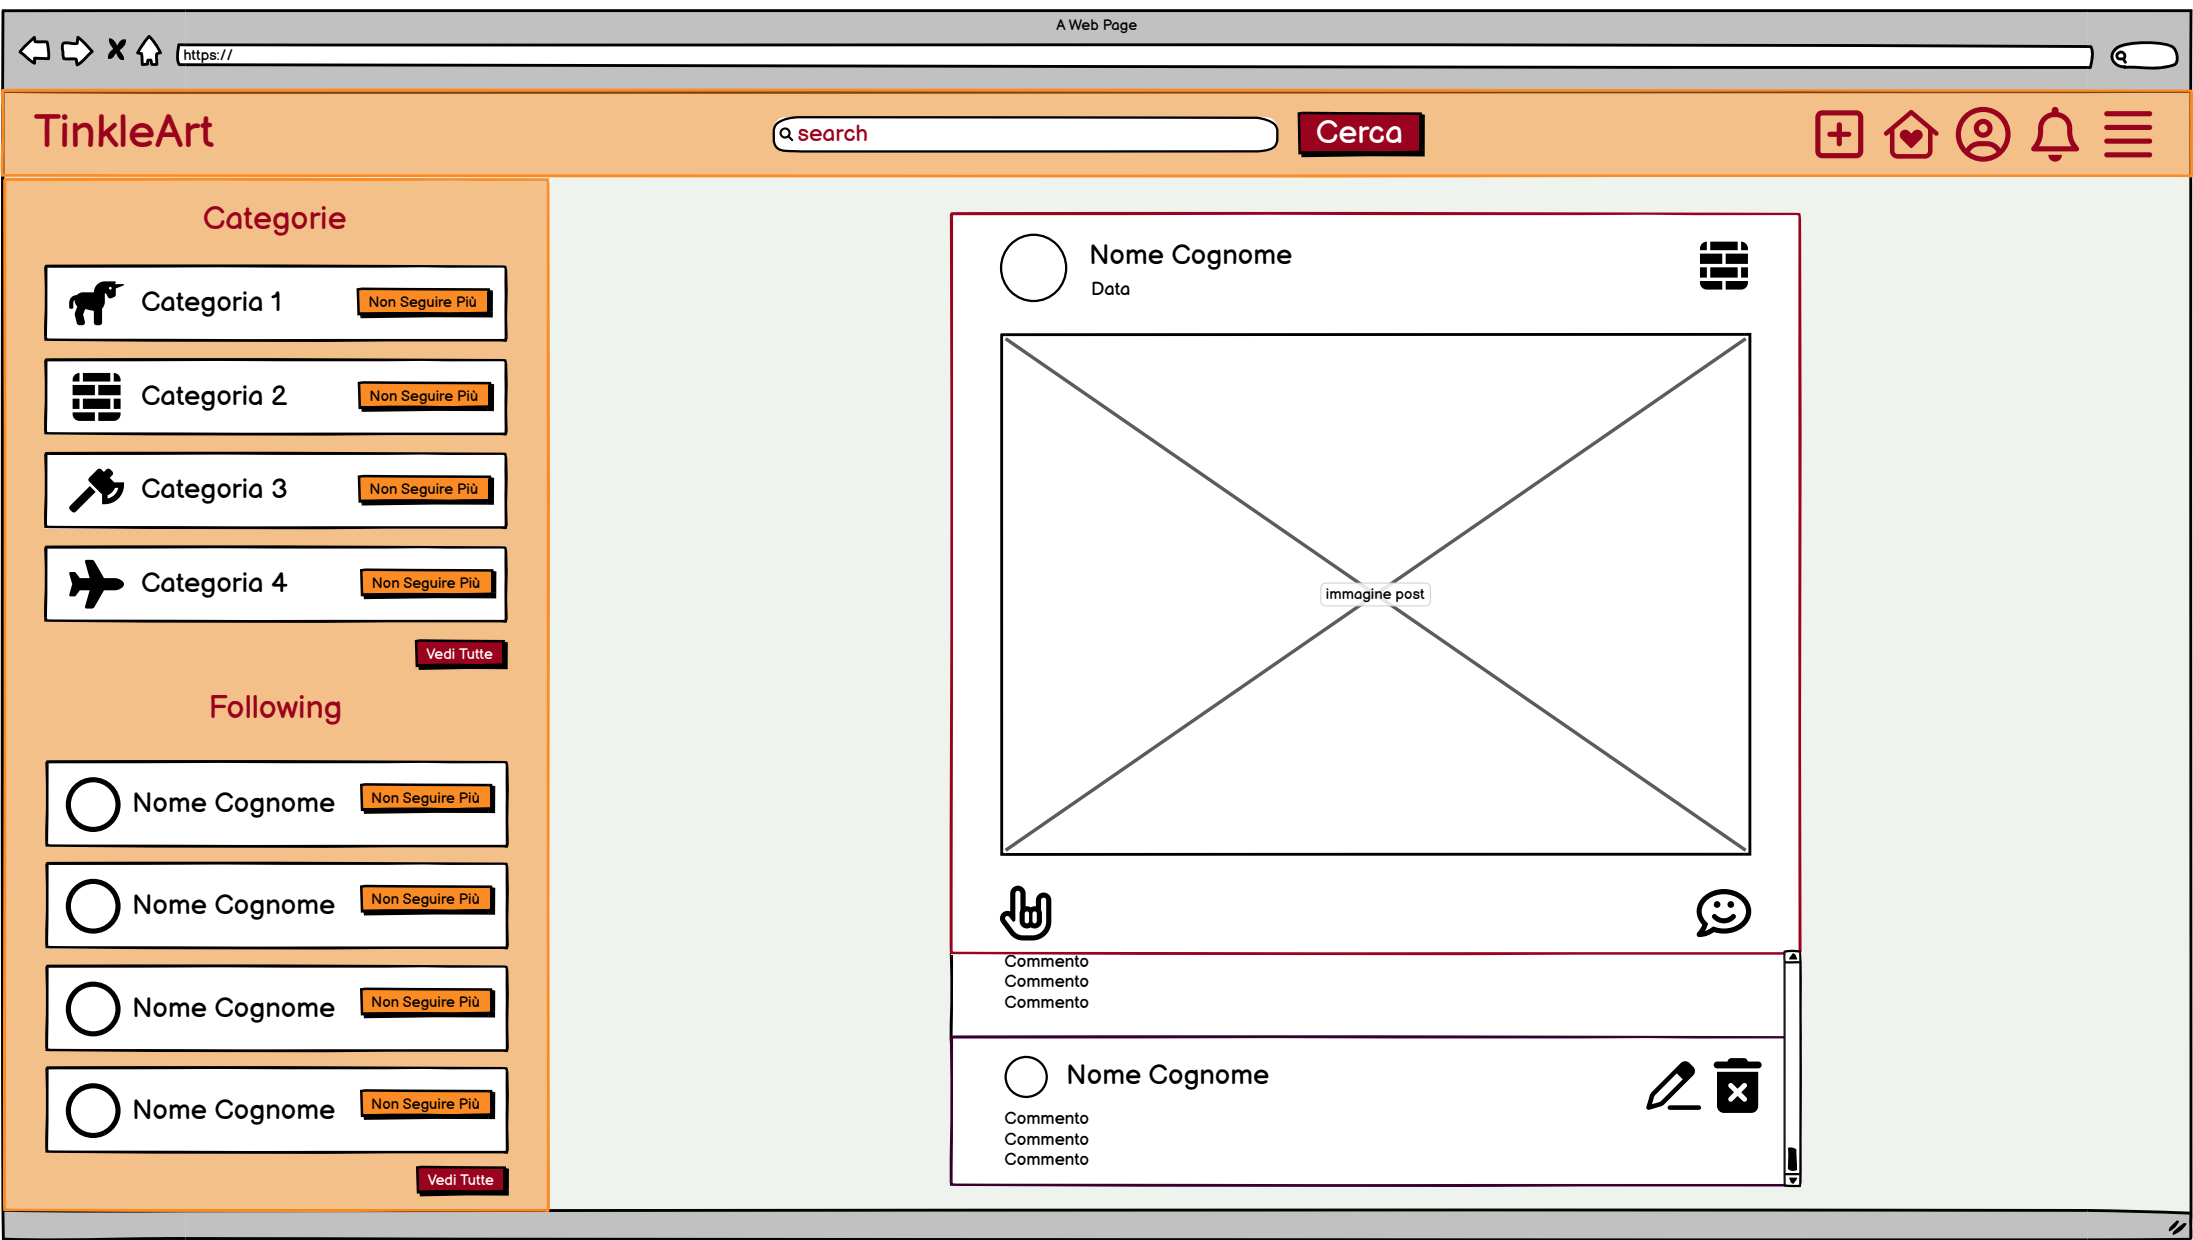 A Web Page
https://
TinkleArt
search
Cerca
Categorie
Categoria 1
Non Seguire Più
Categoria 2
Non Seguire Più
Categoria 3
Non Seguire Più
Categoria 4
Non Seguire Più
Vedi Tutte
Following
Nome Cognome
Non Seguire Più
Nome Cognome
Non Seguire Più
Nome Cognome
Non Seguire Più
Nome Cognome
Non Seguire Più
Vedi Tutte
Nome Cognome
Data
immagine post
Commento
Commento
Commento
Nome Cognome
Commento
Commento
Commento